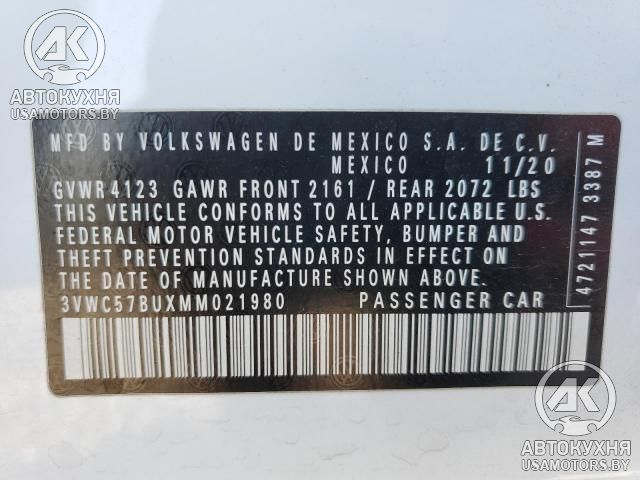 АК
АВТОКУХНЯ
USAMOTORS.BY
MFD BY VOLKSWAGEN DE MEXICO S.A. DE C.V.
MEXICO 11/20
GVWR 4123 GAWR FRONT 2161 / REAR 2072 LBS
THIS VEHICLE CONFORMS TO ALL APPLICABLE U.S.
FEDERAL MOTOR VEHICLE SAFETY, BUMPER AND
THEFT PREVENTION STANDARDS IN EFFECT ON
THE DATE OF MANUFACTURE SHOWN ABOVE.
3VWC57BUXMM021980 PASSENGER CAR
4721147 3387 M
АК
АВТОКУХНЯ
USAMOTORS.BY